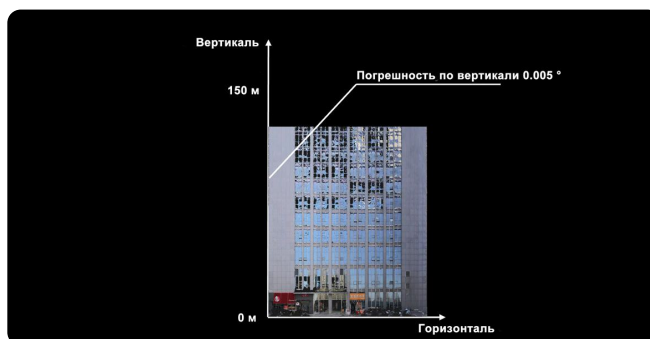 Вертикаль
Погрешность по вертикали 0.005 °
150 м
0 м
Горизонталь